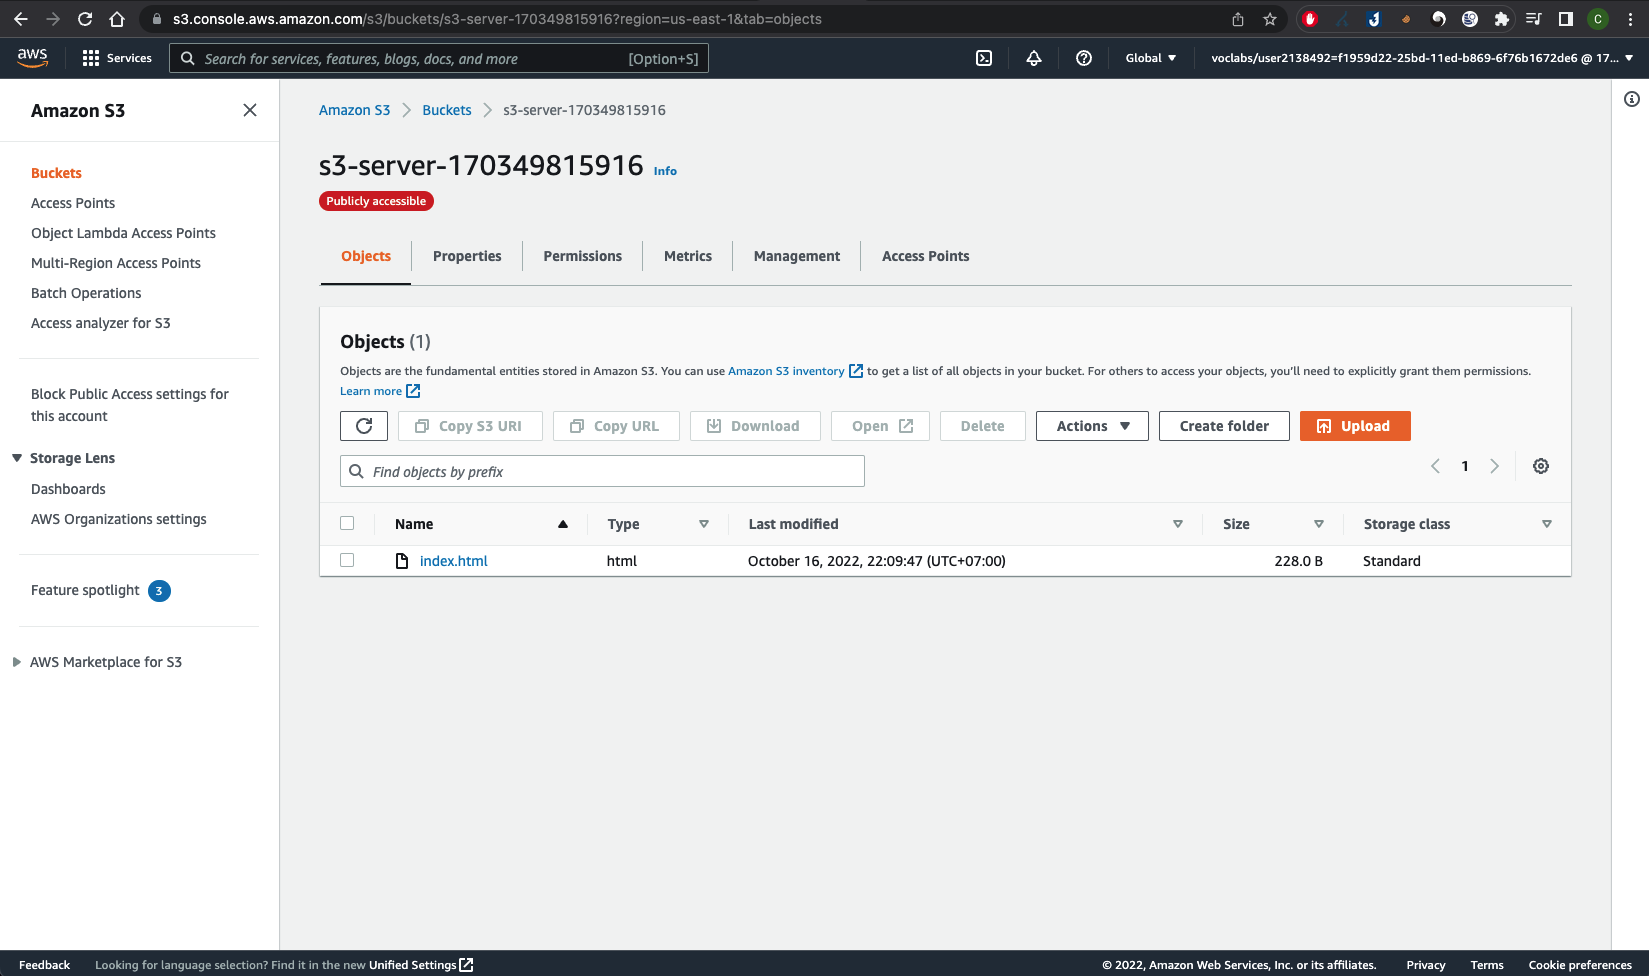 s3.console.aws.amazon.com/s3/buckets/s3-server-170349815916?region=us-east-1&tab=objects
C
aws
Services
Search for services, features, blogs, docs, and more
[Option+S]
Global
voclabs/user2138492=f1959d22-25bd-11ed-b869-6f76b1672de6 @ 17...
Amazon S3
Buckets
Access Points
Object Lambda Access Points
Multi-Region Access Points
Batch Operations
Access analyzer for S3
Block Public Access settings for
this account
Storage Lens
Dashboards
AWS Organizations settings
Feature spotlight 3
AWS Marketplace for S3
Amazon S3 Buckets s3-server-170349815916
s3-server-170349815916 Info
Publicly accessible
Objects
Properties
Permissions
Metrics
Management
Access Points
Objects (1)
Objects are the fundamental entities stored in Amazon S3. You can use Amazon S3 inventory to get a list of all objects in your bucket. For others to access your objects, you'll need to explicitly grant them permissions.
Learn more
Copy S3 URI
Copy URL
Download
Open
Delete
Actions
Create folder
Upload
Find objects by prefix
1
Name Type Last modified Size Storage class
index.html html October 16, 2022, 22:09:47 (UTC+07:00) 228.0 B Standard
Feedback
Looking for language selection? Find it in the new Unified Settings
© 2022, Amazon Web Services, Inc. or its affiliates.
Privacy
Terms
Cookie preferences